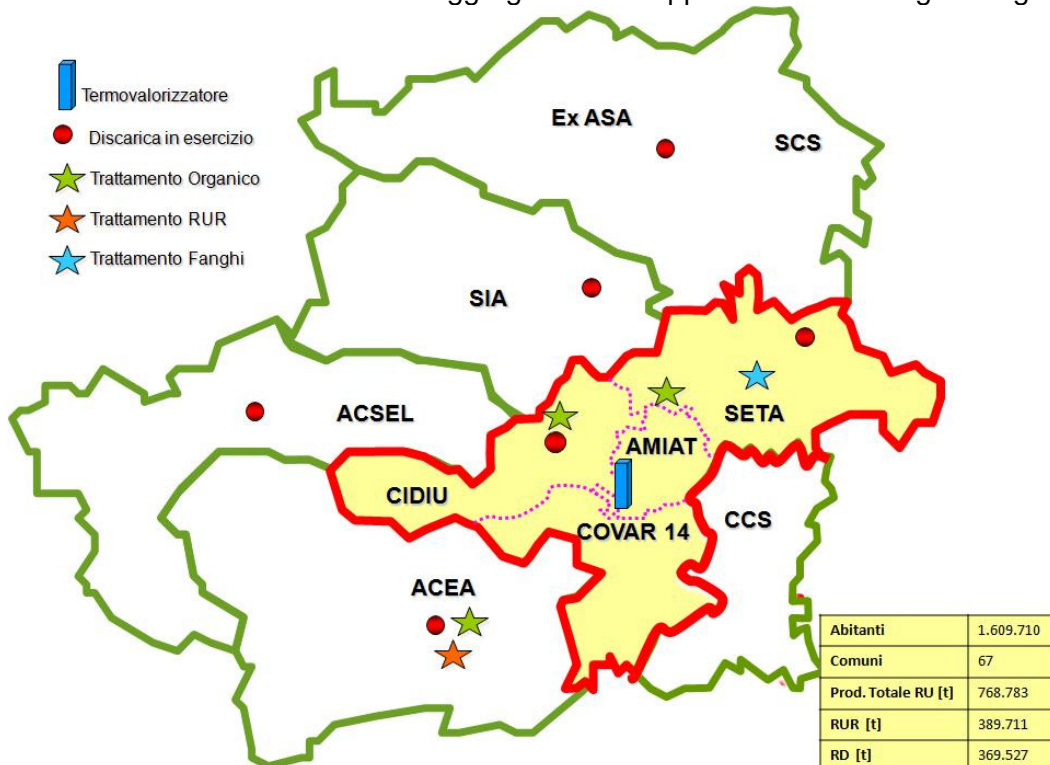 Termovalorizzatore
Discarica in esercizio
Trattamento Organico
Trattamento RUR
Trattamento Fanghi
Ex ASA
SCS
SIA
ACSEL
SETA
AMIAT
CIDIU
CCS
COVAR 14
ACEA
Abitanti 1.609.710
Comuni 67
Prod. Totale RU [t] 768.783
RUR [t] 389.711
RD [t] 369.527